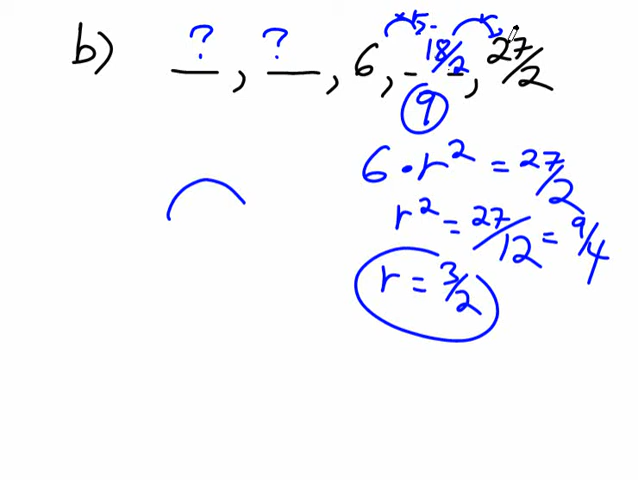 b) ? , ? , 6 , 18/2 , 27/2
9
6 · r² = 27/2
r² = 27/12 = 9/4
r = 3/2